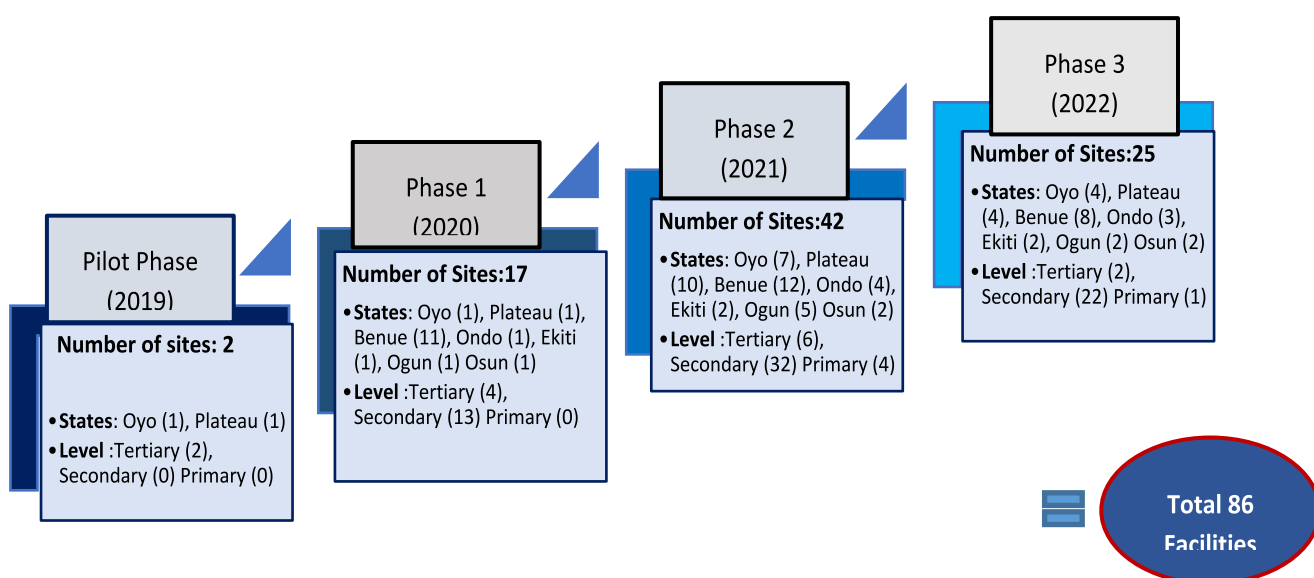 Pilot Phase
(2019)
Number of sites: 2
•States: Oyo (1), Plateau (1)
•Level :Tertiary (2),
Secondary (0) Primary (0)
Phase 1
(2020)
Number of Sites:17
•States: Oyo (1), Plateau (1),
Benue (11), Ondo (1), Ekiti
(1), Ogun (1) Osun (1)
•Level :Tertiary (4),
Secondary (13) Primary (0)
Phase 2
(2021)
Number of Sites:42
•States: Oyo (7), Plateau
(10), Benue (12), Ondo (4),
Ekiti (2), Ogun (5) Osun (2)
•Level :Tertiary (6),
Secondary (32) Primary (4)
Phase 3
(2022)
Number of Sites:25
•States: Oyo (4), Plateau
(4), Benue (8), Ondo (3),
Ekiti (2), Ogun (2) Osun (2)
•Level :Tertiary (2),
Secondary (22) Primary (1)
Total 86
Facilities